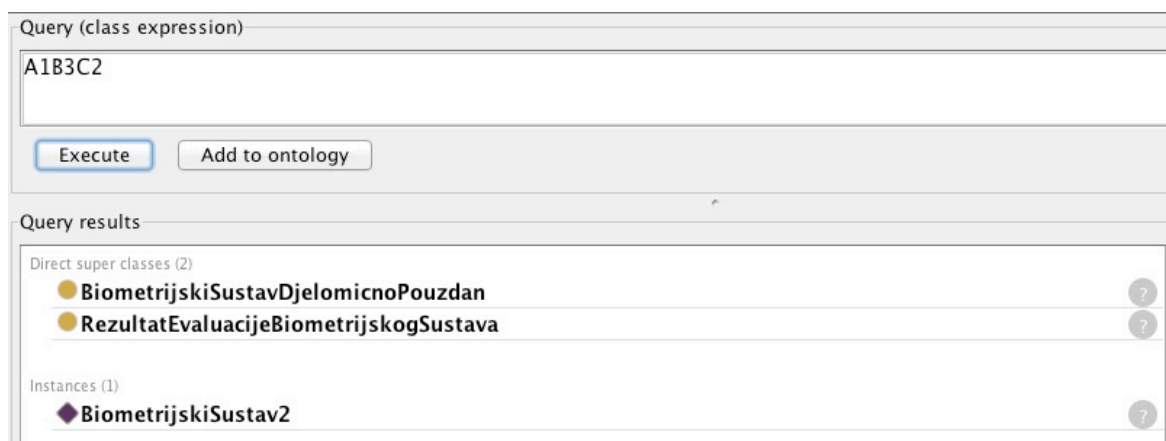 Query (class expression)
A1B3C2
Execute Add to ontology
Query results
Direct super classes (2)
BiometrijskiSustavDjelomicnoPouzdan ?
RezultatEvaluacijeBiometrijskogSustava ?
Instances (1)
BiometrijskiSustav2 ?